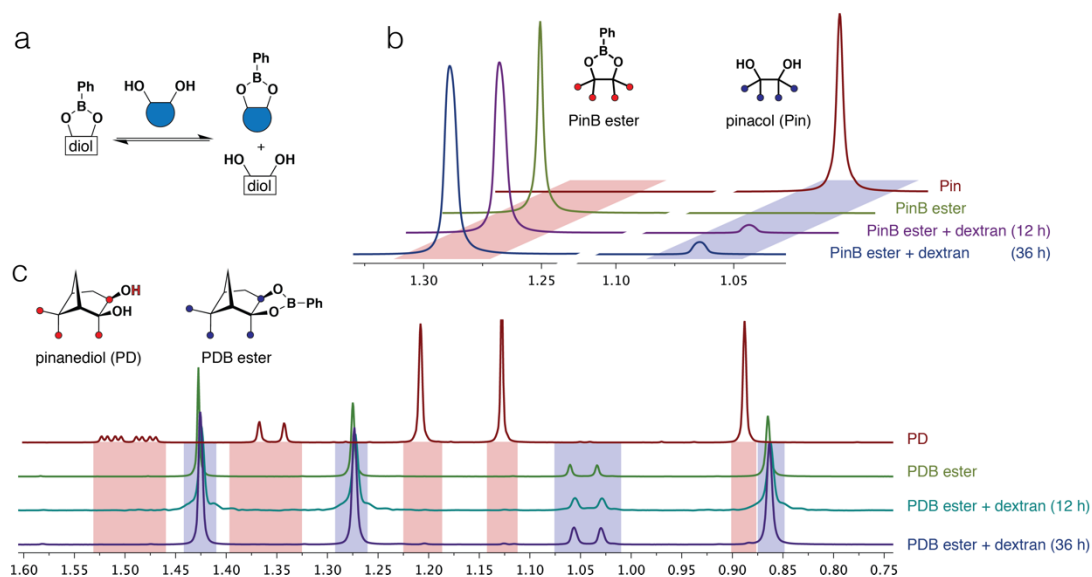 a
Ph
B
O O
diol
HO OH
Ph
B
O O
+
HO OH
diol
b
Ph
B
O O
PinB ester
HO OH
pinacol (Pin)
Pin
PinB ester
PinB ester + dextran (12 h)
PinB ester + dextran (36 h)
1.30 1.25 1.10 1.05
c
OH
OH
pinanediol (PD)
O
B Ph
O
PDB ester
PD
PDB ester
PDB ester + dextran (12 h)
PDB ester + dextran (36 h)
1.60 1.55 1.50 1.45 1.40 1.35 1.30 1.25 1.20 1.15 1.10 1.05 1.00 0.95 0.90 0.85 0.80 0.75